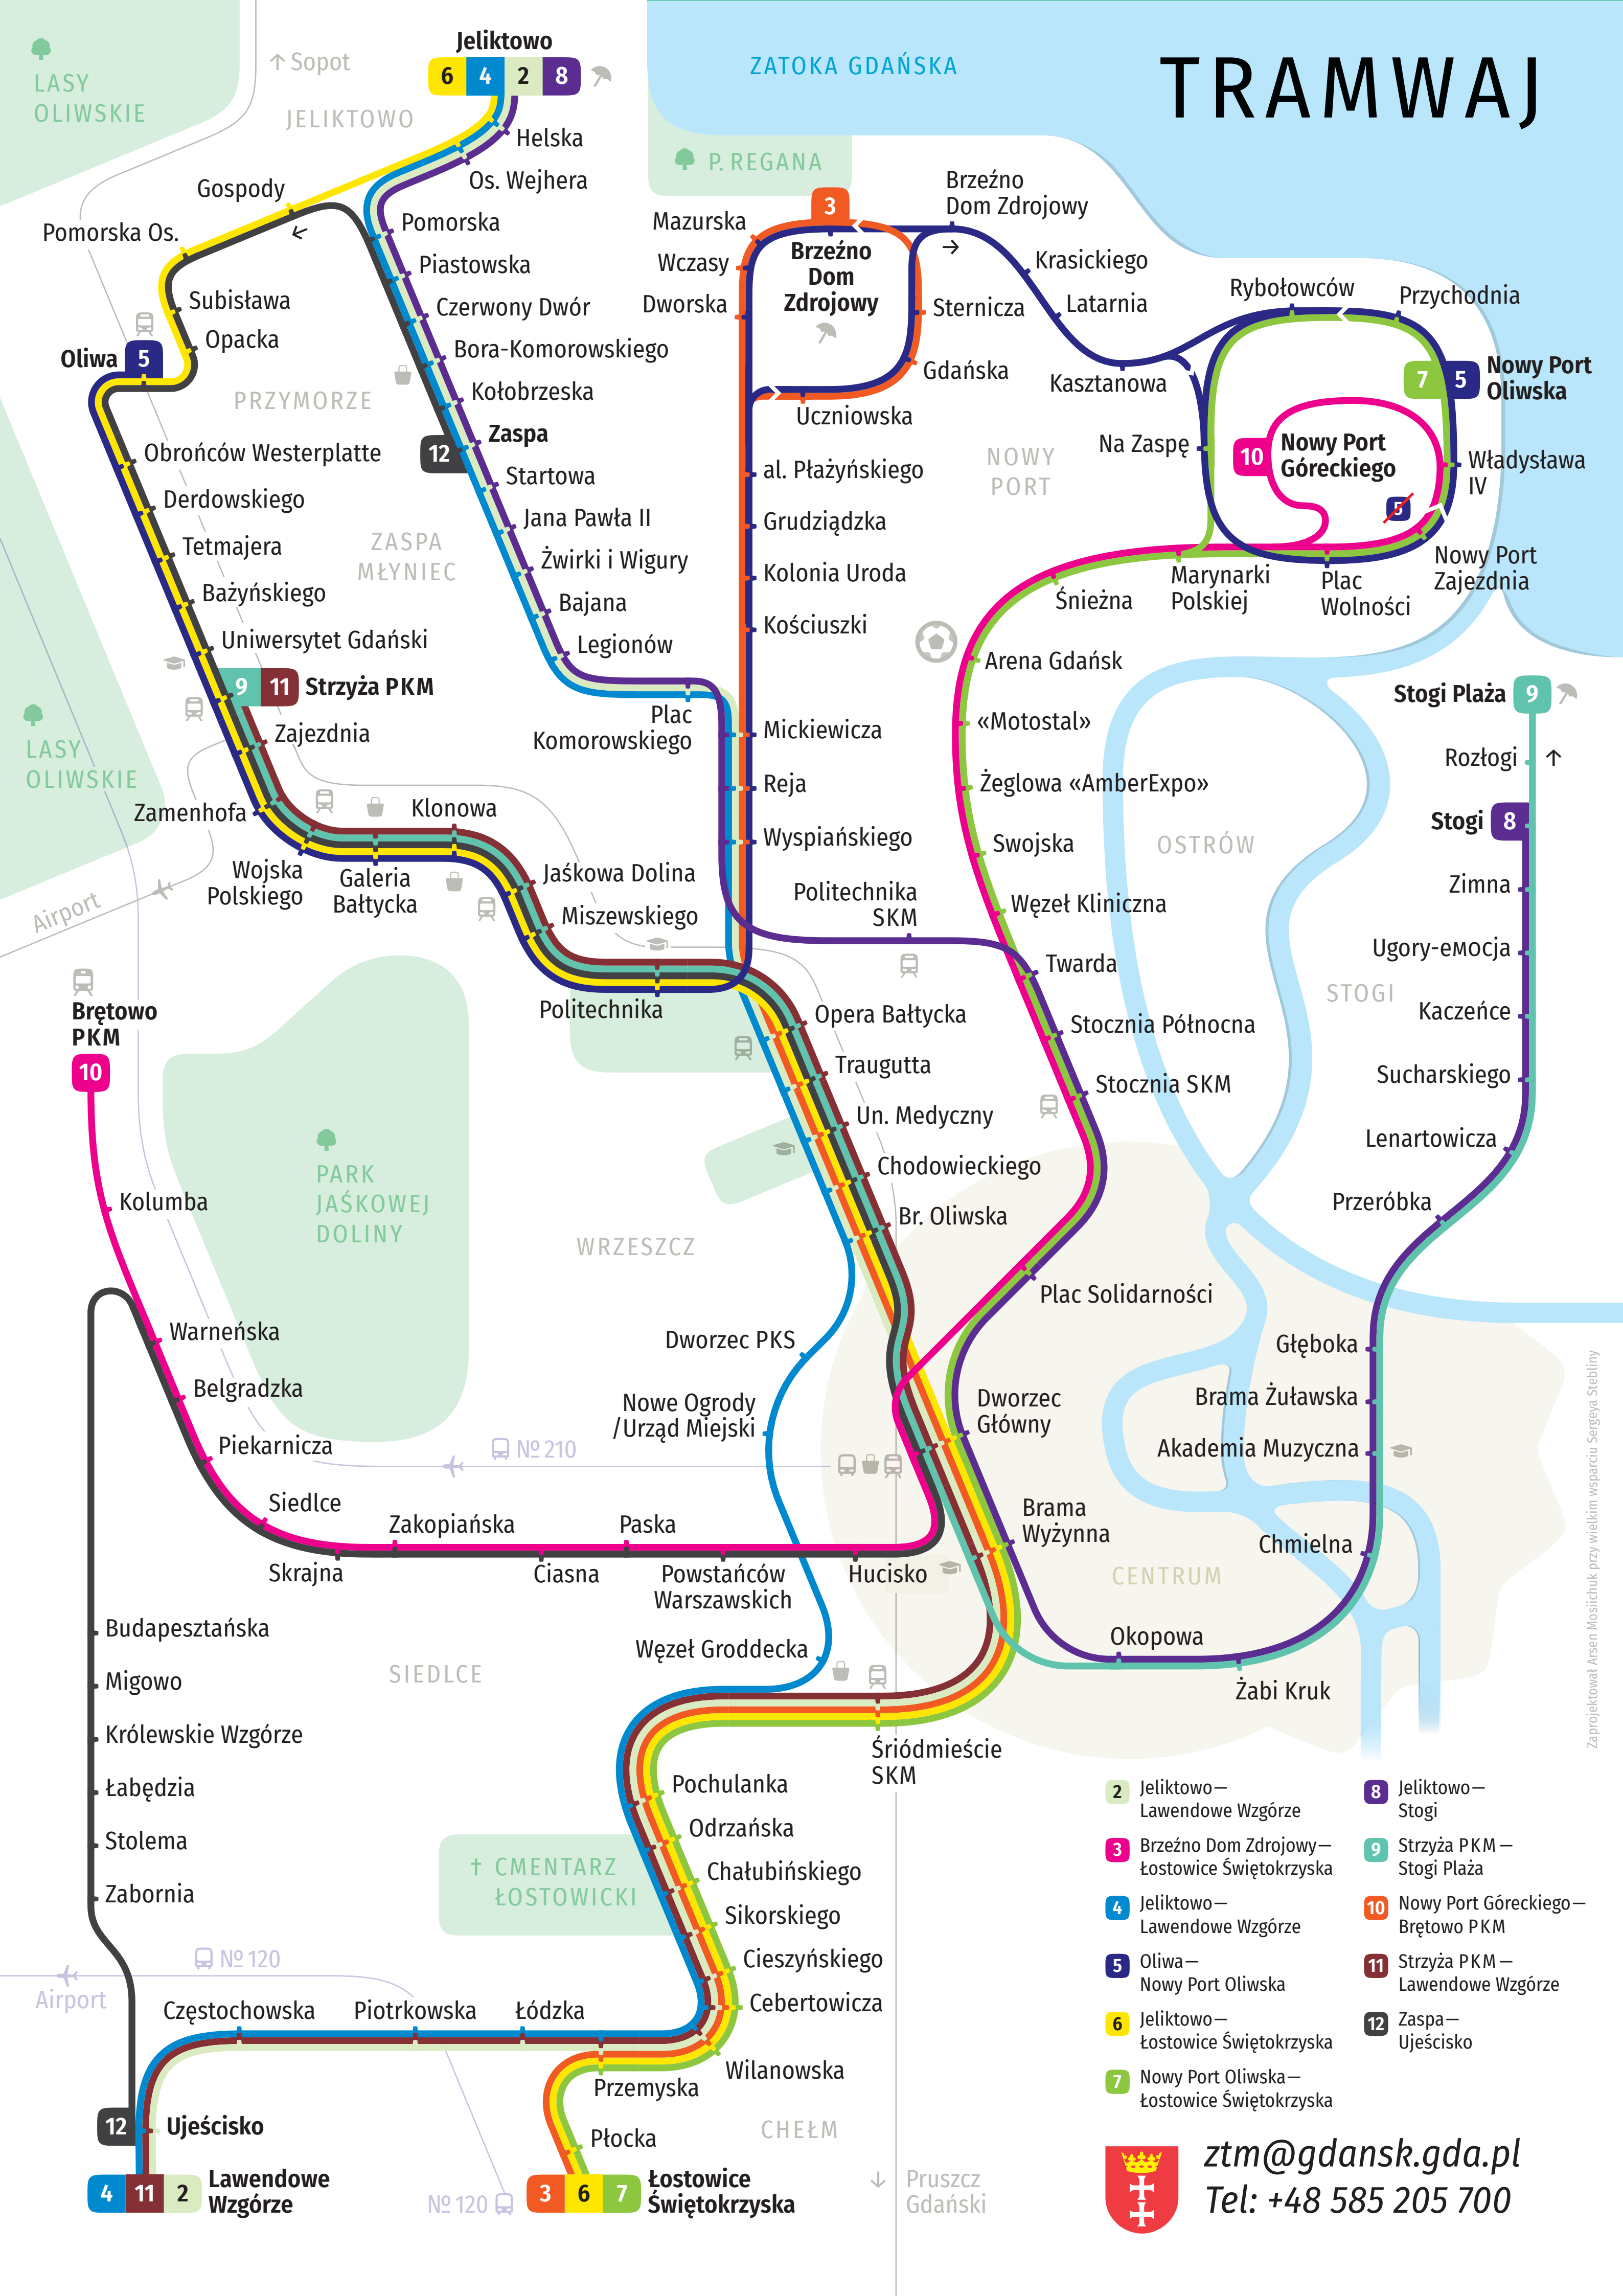 TRAMWAJ
ZATOKA GDAŃSKA
LASY
OLIWSKIE
↑ Sopot
JELIKTOWO
Jeliktowo
6 4 2 8
Helska
Os. Wejhera
Gospody
←
Pomorska Os.
Subisława
Opacka
Oliwa 5
PRZYMORZE
Pomorska
Piastowska
Czerwony Dwór
Bora-Komorowskiego
Kołobrzeska
12 Zaspa
Startowa
Jana Pawła II
Żwirki i Wigury
Bajana
Legionów
Plac
Komorowskiego
ZASPA
MŁYNIEC
Obrońców Westerplatte
Derdowskiego
Tetmajera
Bażyńskiego
Uniwersytet Gdański
9 11 Strzyża PKM
Zajezdnia
Zamenhofa
Wojska
Polskiego
Galeria
Bałtycka
Klonowa
Jaśkowa Dolina
Miszewskiego
Politechnika
LASY
OLIWSKIE
Airport
P. REGANA
3
Brzeźno
Dom
Zdrojowy
Mazurska
Wczasy
Dworska
Brzeźno
Dom Zdrojowy
→
Sternicza
Gdańska
Uczniowska
al. Płażyńskiego
Grudziądzka
Kolonia Uroda
Kościuszki
Mickiewicza
Reja
Wyspiańskiego
Politechnika
SKM
Krasickiego
Latarnia
Kasztanowa
NOWY
PORT
Na Zaspę
Rybołowców
Przychodnia
7 5 Nowy Port
Oliwska
10 Nowy Port
Góreckiego
5
Władysława
IV
Nowy Port
Zajezdnia
Plac
Wolności
Marynarki
Polskiej
Śnieżna
Arena Gdańsk
«Motostal»
Żeglowa «AmberExpo»
Swojska
Węzeł Kliniczna
Twarda
Stocznia Północna
Stocznia SKM
Plac Solidarności
OSTRÓW
STOGI
Stogi Plaża 9
Rozłogi ↑
Stogi 8
Zimna
Ugory-емоcja
Kaczeńce
Sucharskiego
Lenartowicza
Przeróbka
Głęboka
Brama Żuławska
Akademia Muzyczna
Chmielna
Żabi Kruk
Okopowa
CENTRUM
Opera Bałtycka
Traugutta
Un. Medyczny
Chodowieckiego
Br. Oliwska
WRZESZCZ
Dworzec PKS
Nowe Ogrody
/Urząd Miejski
Węzeł Groddecka
Dworzec
Główny
Brama
Wyżynna
Brętowo
PKM
10
Kolumba
PARK
JAŚKOWEJ
DOLINY
Warneńska
Belgradzka
Piekarnicza
№ 210
Siedlce
Skrajna
Zakopiańska
Ciasna
Paska
Powstańców
Warszawskich
Hucisko
SIEDLCE
Budapesztańska
Migowo
Królewskie Wzgórze
Łabędzia
Stolema
Zabornia
Śriódmieście
SKM
Pochulanka
Odrzańska
Chałubińskiego
Sikorskiego
Cieszyńskiego
Cebertowicza
Wilanowska
✝ CMENTARZ
ŁOSTOWICKI
№ 120
Airport
Częstochowska
Piotrkowska
Łódzka
Przemyska
Płocka
CHEŁM
12 Ujeścisko
4 11 2 Lawendowe
Wzgórze
№ 120
3 6 7 Łostowice
Świętokrzyska
↓ Pruszcz
Gdański
2 Jeliktowo—
Lawendowe Wzgórze
3 Brzeźno Dom Zdrojowy—
Łostowice Świętokrzyska
4 Jeliktowo—
Lawendowe Wzgórze
5 Oliwa—
Nowy Port Oliwska
6 Jeliktowo—
Łostowice Świętokrzyska
7 Nowy Port Oliwska—
Łostowice Świętokrzyska
8 Jeliktowo—
Stogi
9 Strzyża PKM—
Stogi Plaża
10 Nowy Port Góreckiego—
Brętowo PKM
11 Strzyża PKM—
Lawendowe Wzgórze
12 Zaspa—
Ujeścisko
ztm@gdansk.gda.pl
Tel: +48 585 205 700
Zaprojektował Arsen Mosiichuk przy wielkim wsparciu Sergeya Stebliny